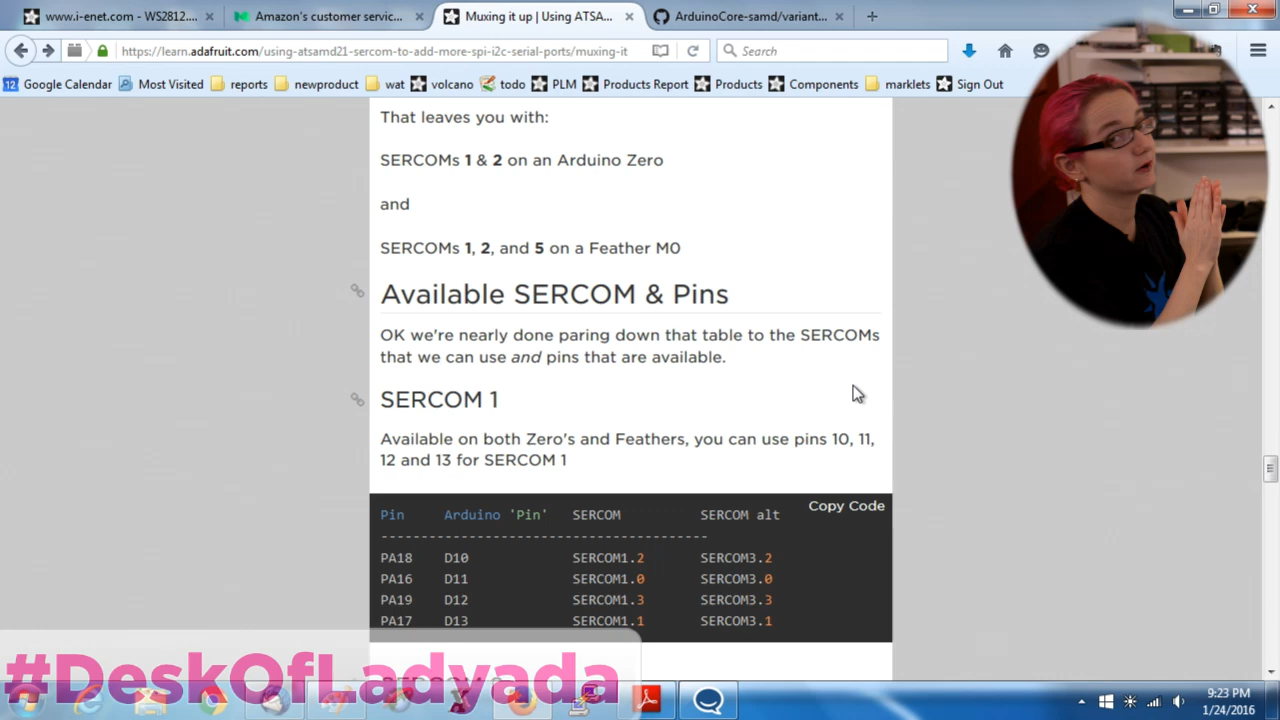 www.i-enet.com - WS2812....
Amazon's customer servic...
Muxing it up | Using ATSA...
ArduinoCore-samd/variant...
https://learn.adafruit.com/using-atsamd21-sercom-to-add-more-spi-i2c-serial-ports/muxing-it
Search
12 Google Calendar
Most Visited
reports
newproduct
wat
volcano
todo
PLM
Products Report
Products
Components
marklets
Sign Out
That leaves you with:
SERCOMs 1 & 2 on an Arduino Zero
and
SERCOMs 1, 2, and 5 on a Feather M0
Available SERCOM & Pins
OK we're nearly done paring down that table to the SERCOMs
that we can use and pins that are available.
SERCOM 1
Available on both Zero's and Feathers, you can use pins 10, 11,
12 and 13 for SERCOM 1
Copy Code
Pin Arduino 'Pin' SERCOM SERCOM alt
---------------------------------------
PA18 D10 SERCOM1.2 SERCOM3.2
PA16 D11 SERCOM1.0 SERCOM3.0
PA19 D12 SERCOM1.3 SERCOM3.3
PA17 D13 SERCOM1.1 SERCOM3.1
#DeskOfLadyada
9:23 PM
1/24/2016